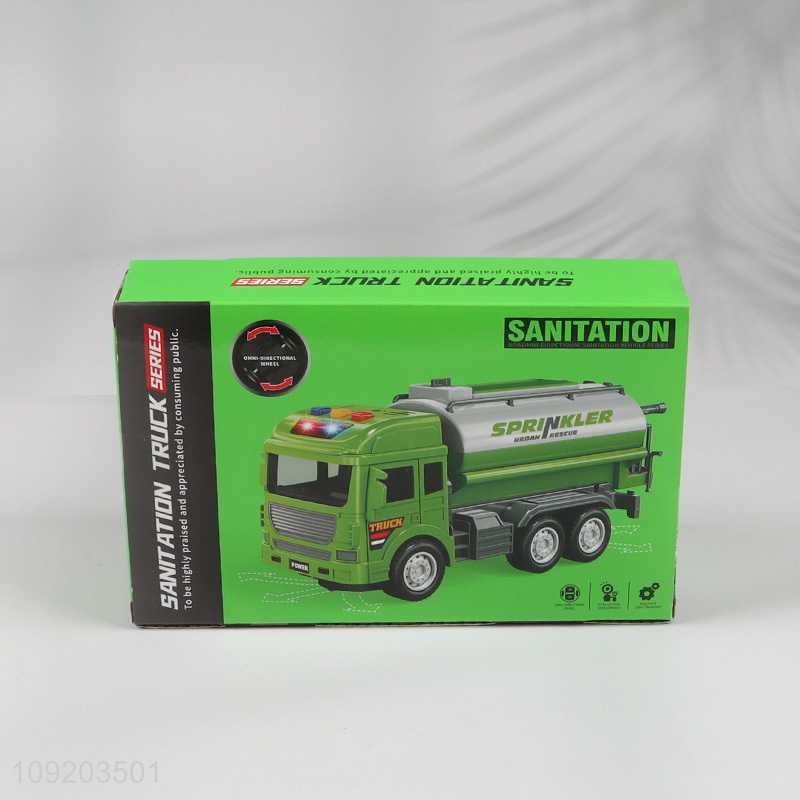 To be highly praised and appreciated by consuming public.
SANITATION TRUCK SERIES
SANITATION TRUCK SERIES
To be highly praised and appreciated by consuming public.
OMNI-DIRECTIONAL
WHEEL
SANITATION
SPRINKLER
URBAN RESCUE
TRUCK
POWER
109203501